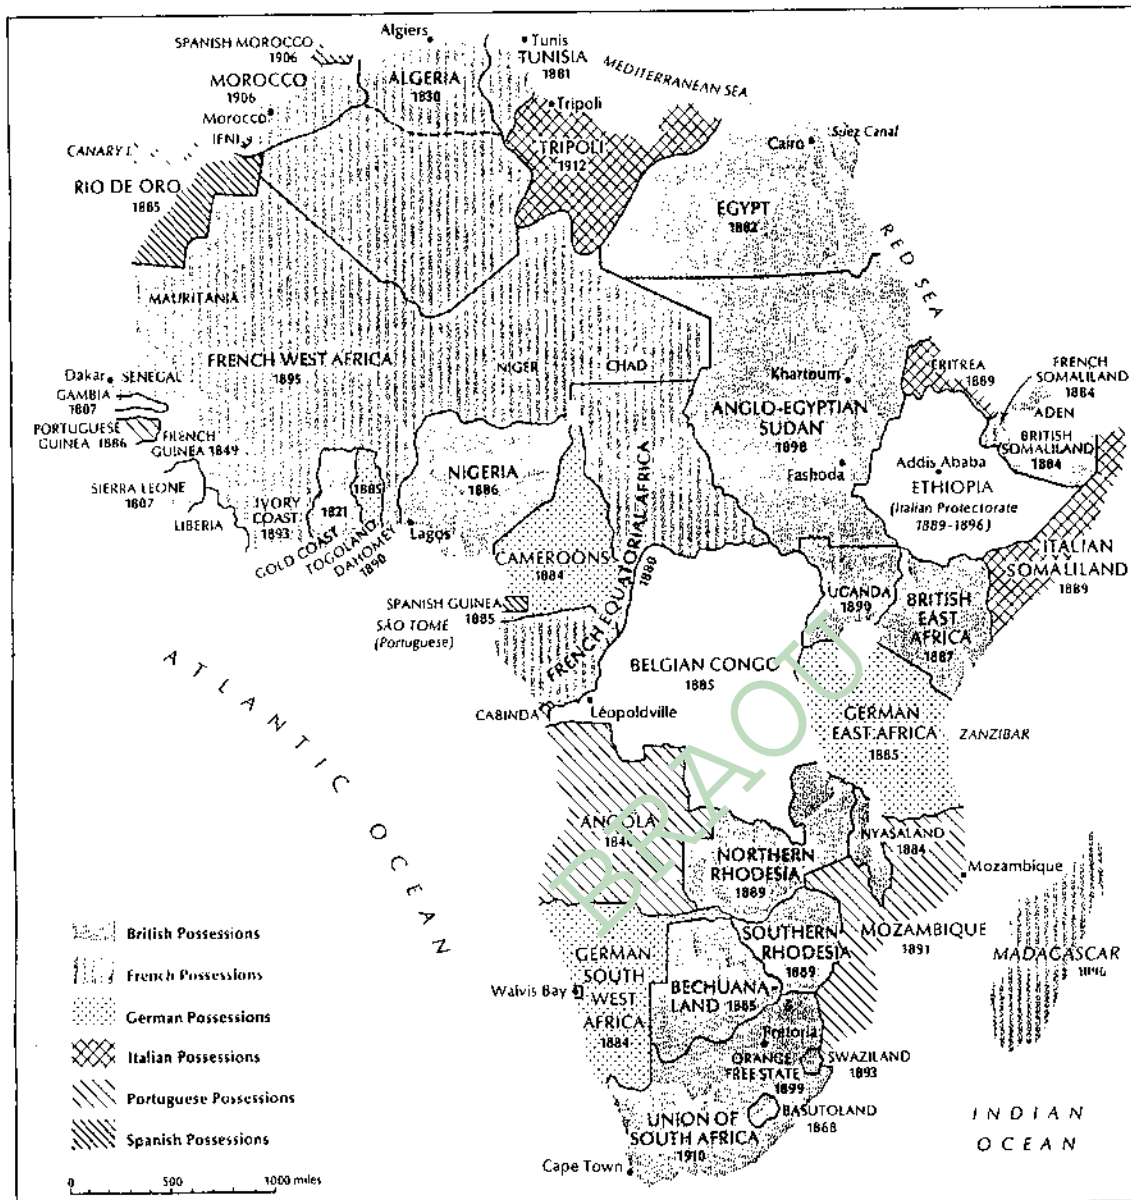 Algiers
Tunis
SPANISH MOROCCO
1906
TUNISIA
1881
MEDITERRANEAN SEA
MOROCCO
1906
ALGERIA
1830
Morocco
Tripoli
IFNI
Suez Canal
CANARY I.
TRIPOLI
1912
Cairo
RIO DE ORO
1885
EGYPT
1882
RED SEA
MAURITANIA
FRENCH WEST AFRICA
1895
NIGER
CHAD
Dakar
SENEGAL
Khartoum
ERITREA
1889
FRENCH
SOMALILAND
1884
GAMBIA
1807
ADEN
PORTUGUESE
GUINEA 1886
FRENCH
GUINEA 1849
ANGLO-EGYPTIAN
SUDAN
1898
BRITISH
SOMALILAND
1884
NIGERIA
1886
Fashoda
Addis Ababa
ETHIOPIA
(Italian Protectorate
1889-1896)
SIERRA LEONE
1807
LIBERIA
IVORY
COAST
1893
1821
1885
GOLD COAST
TOGOLAND
DAHOMEY
1890
Lagos
CAMEROONS
1884
FRENCH EQUATORIAL AFRICA
ITALIAN
SOMALILAND
1889
UGANDA
1899
BRITISH
EAST
AFRICA
1887
SPANISH GUINEA
1885
SÃO TOME
(Portuguese)
BELGIAN CONGO
1885
CABINDA
Léopoldville
GERMAN
EAST AFRICA
1885
ZANZIBAR
ATLANTIC OCEAN
ANGOLA
NYASALAND
1884
NORTHERN
RHODESIA
1889
Mozambique
BRAOU
SOUTHERN
RHODESIA
1889
MOZAMBIQUE
1891
MADAGASCAR
GERMAN
SOUTH
WEST
AFRICA
1884
Walvis Bay
BECHUANA-
LAND
1885
Pretoria
ORANGE
FREE STATE
1899
SWAZILAND
1893
BASUTOLAND
1868
UNION OF
SOUTH AFRICA
1910
Cape Town
INDIAN
OCEAN
British Possessions
French Possessions
German Possessions
Italian Possessions
Portuguese Possessions
Spanish Possessions
0 500 1000 miles